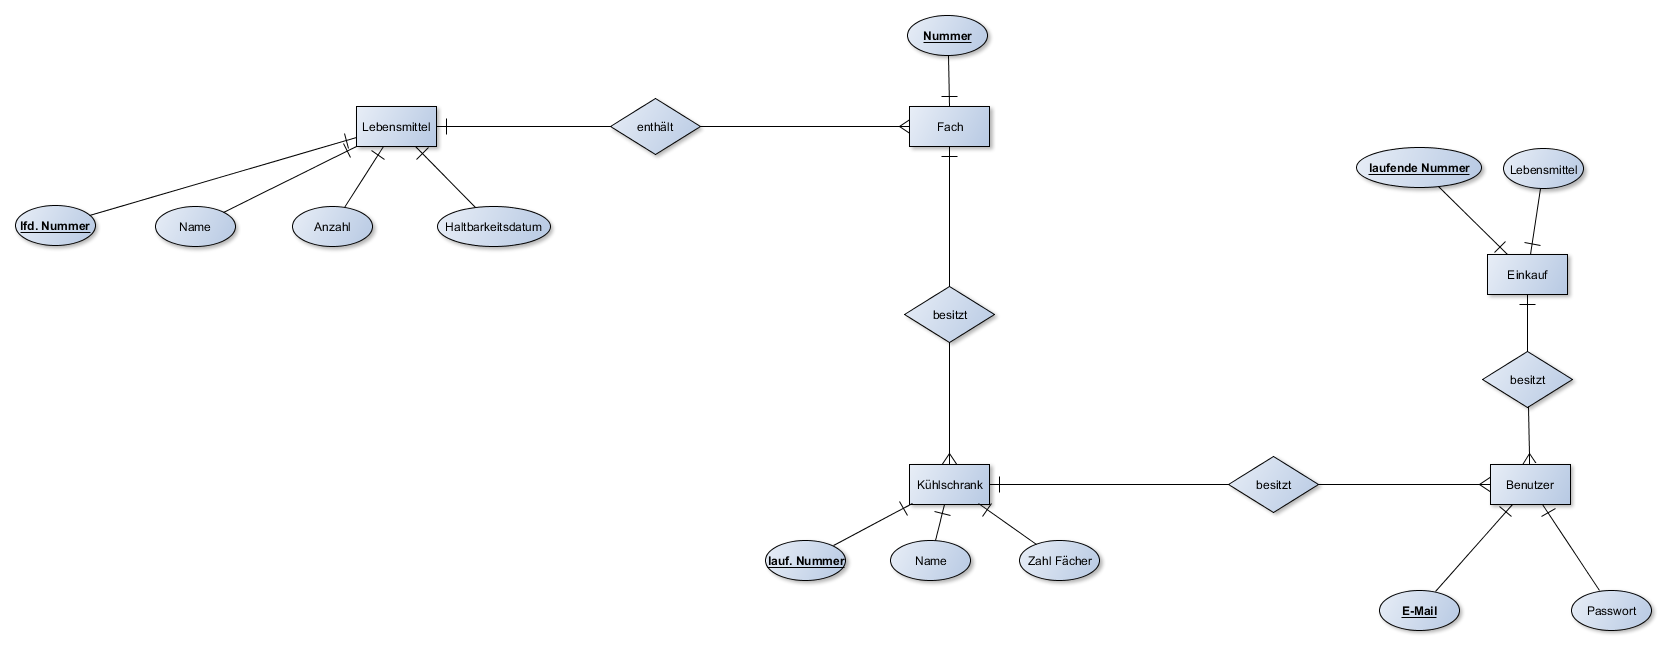 Nummer
Lebensmittel
enthält
Fach
laufende Nummer
Lebensmittel
lfd. Nummer
Name
Anzahl
Haltbarkeitsdatum
Einkauf
besitzt
besitzt
Kühlschrank
besitzt
Benutzer
lauf. Nummer
Name
Zahl Fächer
E-Mail
Passwort